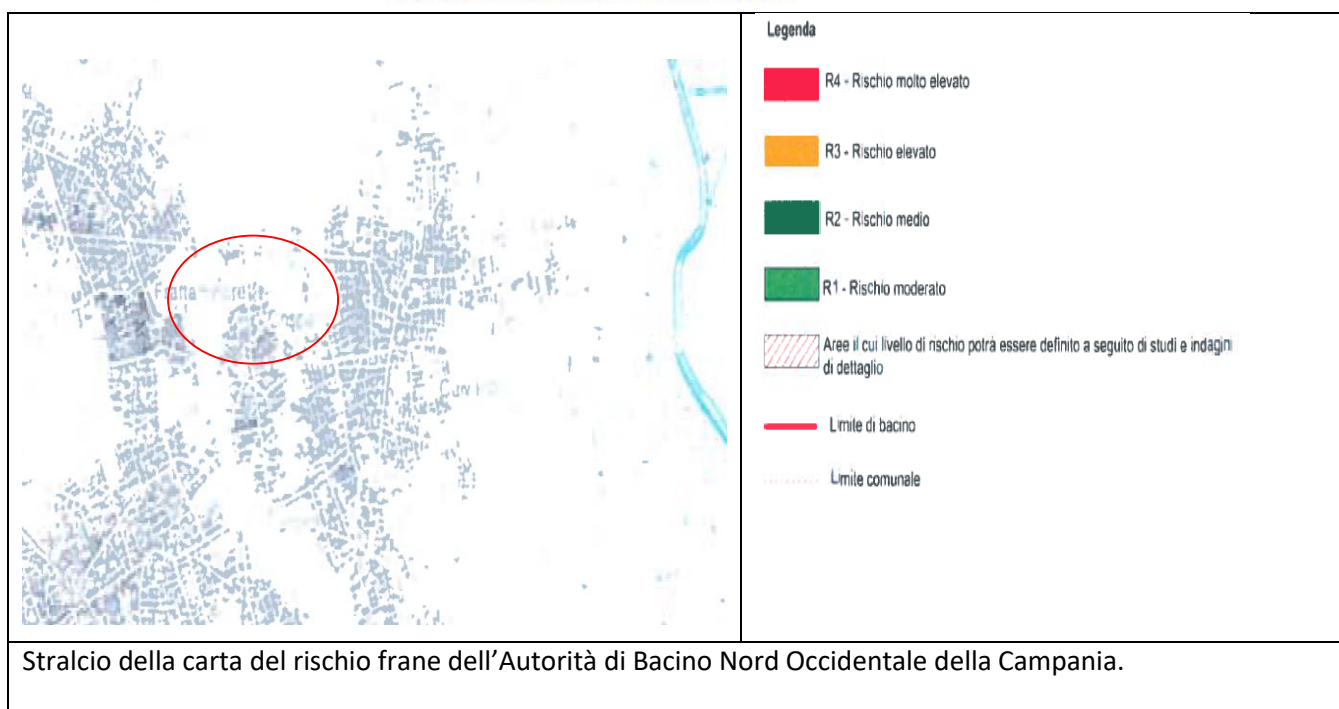 Legenda
R4 - Rischio molto elevato
R3 - Rischio elevato
R2 - Rischio medio
R1 - Rischio moderato
Aree il cui livello di rischio potrà essere definito a seguito di studi e indagini
di dettaglio
Limite di bacino
Limite comunale
Stralcio della carta del rischio frane dell’Autorità di Bacino Nord Occidentale della Campania.